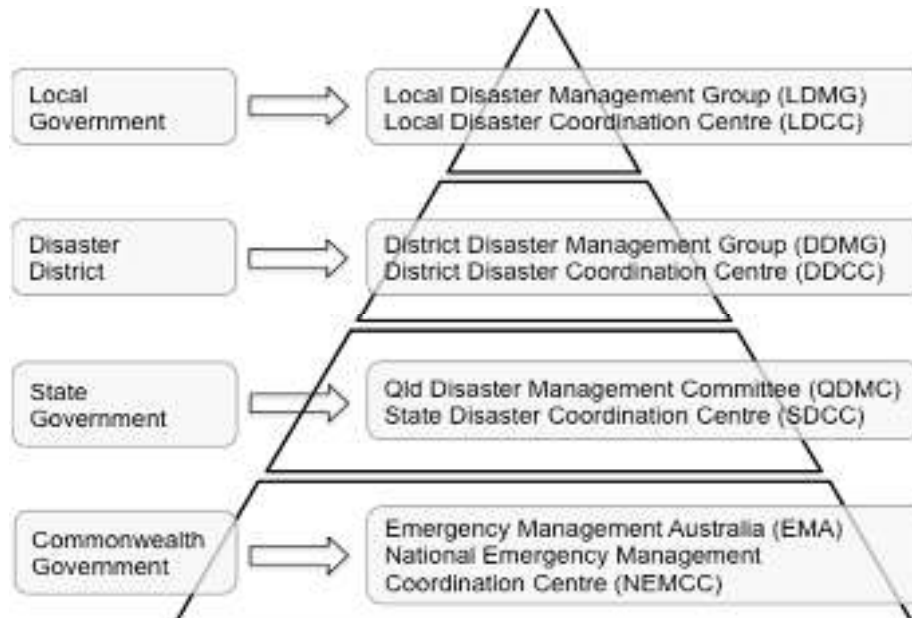 Local
Government
Local Disaster Management Group (LDMG)
Local Disaster Coordination Centre (LDCC)
Disaster
District
District Disaster Management Group (DDMG)
District Disaster Coordination Centre (DDCC)
State
Government
Qld Disaster Management Committee (QDMC)
State Disaster Coordination Centre (SDCC)
Commonwealth
Government
Emergency Management Australia (EMA)
National Emergency Management
Coordination Centre (NEMCC)